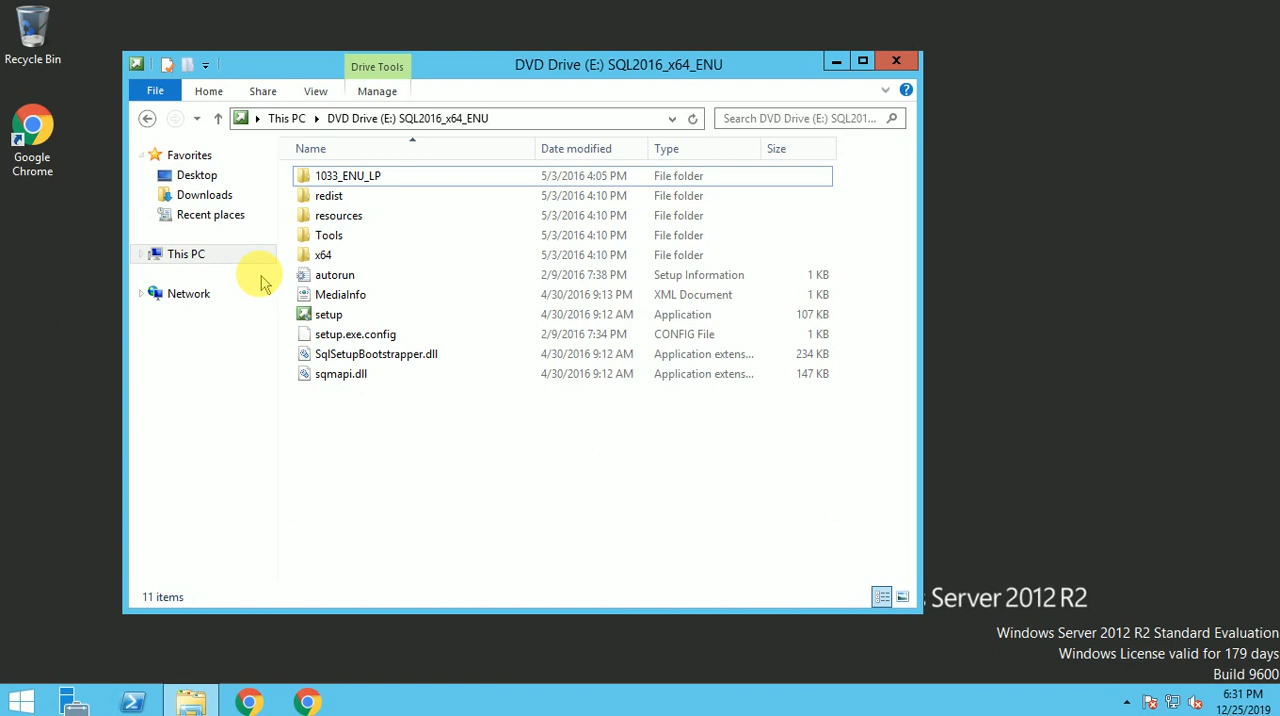 Recycle Bin
Google
Chrome
Drive Tools
DVD Drive (E:) SQL2016_x64_ENU
File Home Share View Manage
This PC DVD Drive (E:) SQL2016_x64_ENU
Search DVD Drive (E:) SQL201...
Favorites
Desktop
Downloads
Recent places
This PC
Network
Name Date modified Type Size
1033_ENU_LP 5/3/2016 4:05 PM File folder
redist 5/3/2016 4:10 PM File folder
resources 5/3/2016 4:10 PM File folder
Tools 5/3/2016 4:10 PM File folder
x64 5/3/2016 4:10 PM File folder
autorun 2/9/2016 7:38 PM Setup Information 1 KB
MediaInfo 4/30/2016 9:13 PM XML Document 1 KB
setup 4/30/2016 9:12 AM Application 107 KB
setup.exe.config 2/9/2016 7:34 PM CONFIG File 1 KB
SqlSetupBootstrapper.dll 4/30/2016 9:12 AM Application extens... 234 KB
sqmapi.dll 4/30/2016 9:12 AM Application extens... 147 KB
11 items
Server 2012 R2
Windows Server 2012 R2 Standard Evaluation
Windows License valid for 179 days
Build 9600
6:31 PM
12/25/2019